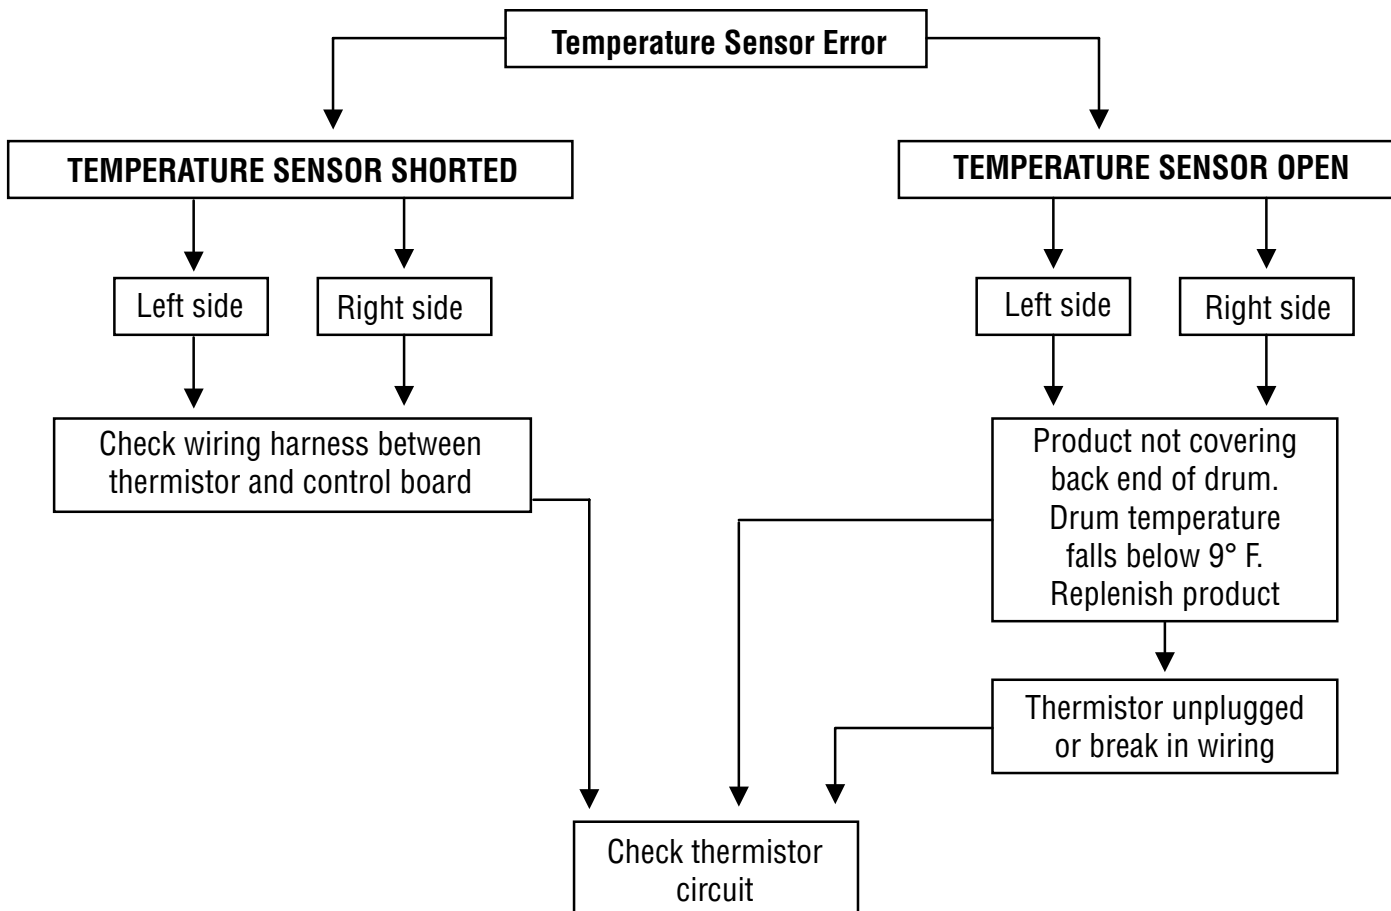 Temperature Sensor Error
TEMPERATURE SENSOR SHORTED
TEMPERATURE SENSOR OPEN
Left side
Right side
Left side
Right side
Check wiring harness between
thermistor and control board
Product not covering
back end of drum.
Drum temperature
falls below 9° F.
Replenish product
Thermistor unplugged
or break in wiring
Check thermistor
circuit